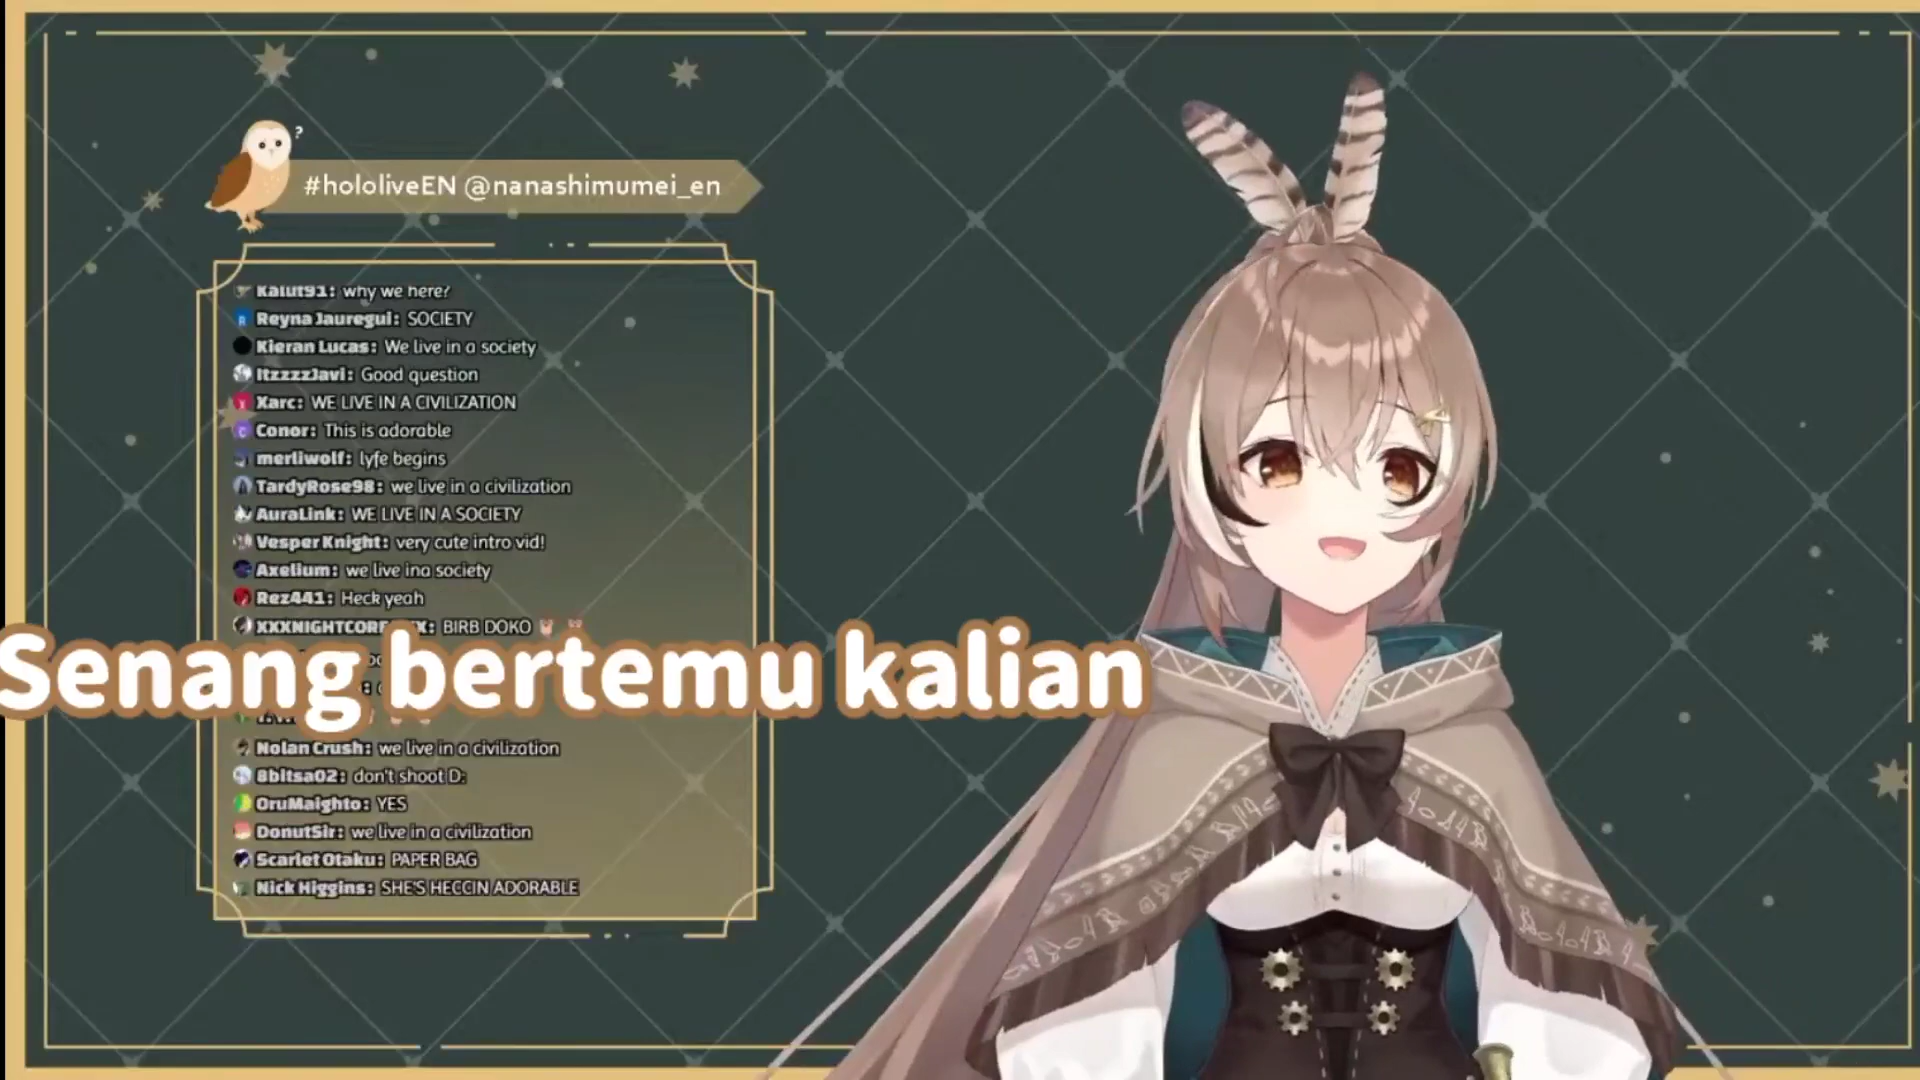 ?
#hololiveEN @nanashimumei_en
Kalut91: why we here?
Reyna Jauregui: SOCIETY
Kieran Lucas: We live in a society
ItzzzzJavi: Good question
Xarc: WE LIVE IN A CIVILIZATION
Conor: This is adorable
merliwolf: lyfe begins
TardyRose98: we live in a civilization
AuraLink: WE LIVE IN A SOCIETY
Vesper Knight: very cute intro vid!
Axelium: we live ina society
Rez441: Heck yeah
BIRB DOKO
Senang bertemu kalian
Nolan Crush: we live in a civilization
8bitsa02: don't shoot D:
OruMaighto: YES
DonutSir: we live in a civilization
Scarlet Otaku: PAPER BAG
Nick Higgins: SHE'S HECCIN ADORABLE